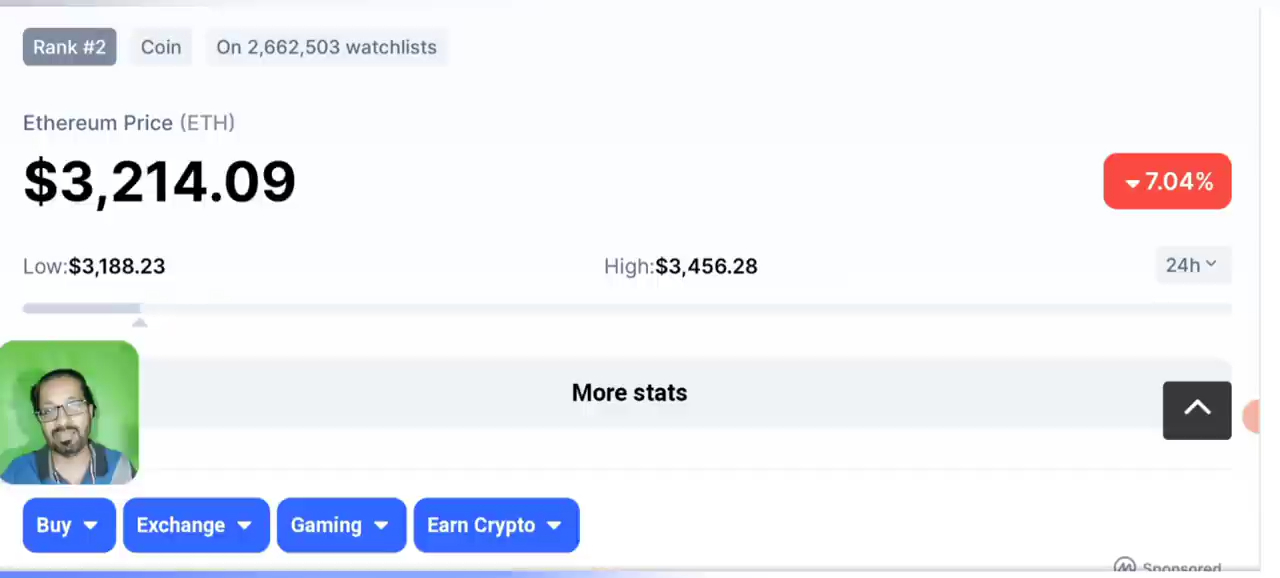 Rank #2 Coin On 2,662,503 watchlists
Ethereum Price (ETH)
$3,214.09 7.04%
Low:$3,188.23 High:$3,456.28 24h
More stats
Buy Exchange Gaming Earn Crypto
Sponsored